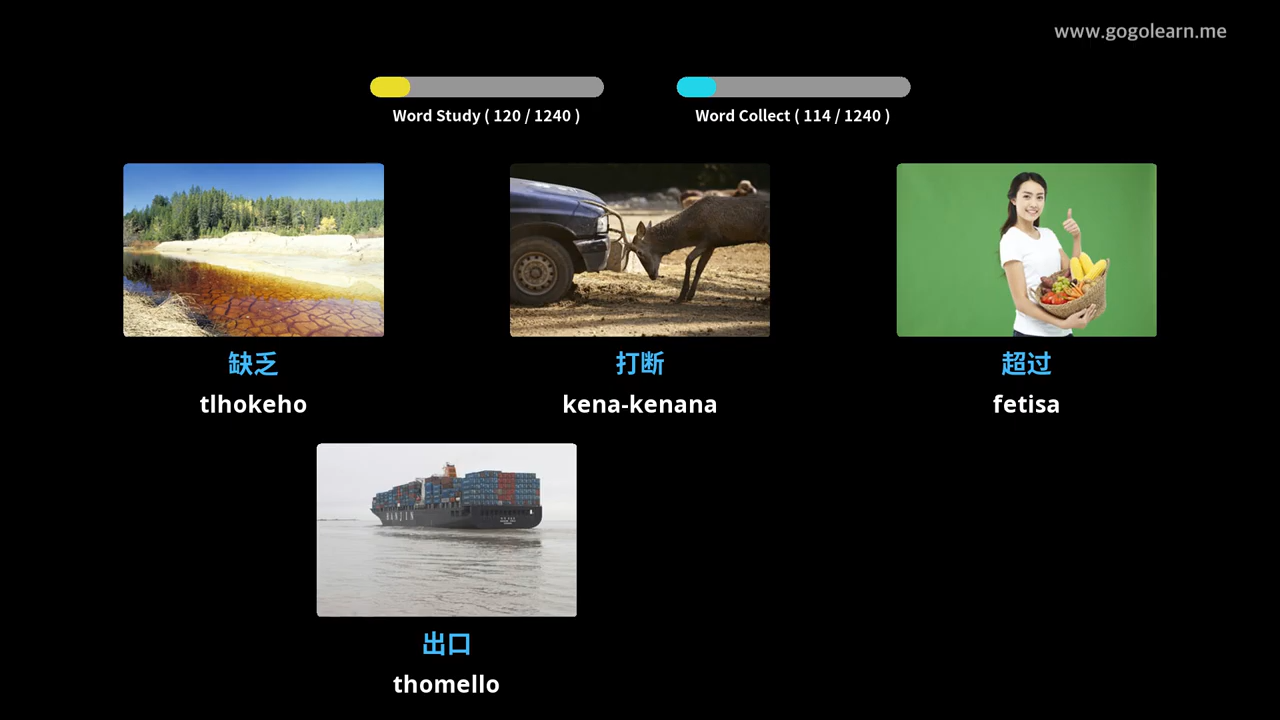 www.gogolearn.me
Word Study ( 120 / 1240 )
Word Collect ( 114 / 1240 )
缺乏
打断
超过
tlhokeho
kena-kenana
fetisa
HANJIN
出口
thomello